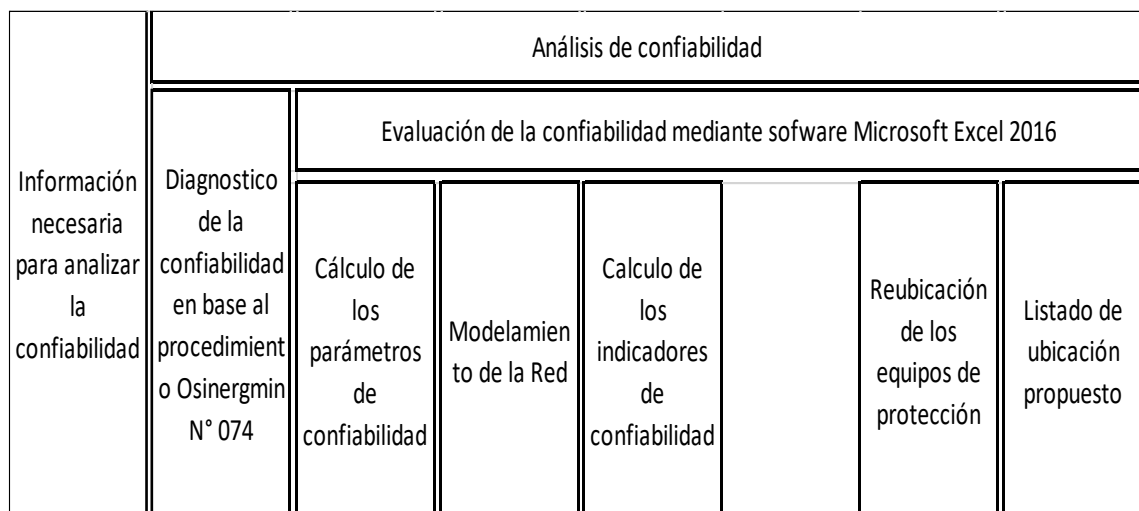 Análisis de confiabilidad
Evaluación de la confiabilidad mediante sofware Microsoft Excel 2016
Información
necesaria
para analizar
la
confiabilidad
Diagnostico
de la
confiabilidad
en base al
procedimient
o Osinergmin
N° 074
Cálculo de
los
parámetros
de
confiabilidad
Modelamien
to de la Red
Calculo de
los
indicadores
de
confiabilidad
Reubicación
de los
equipos de
protección
Listado de
ubicación
propuesto